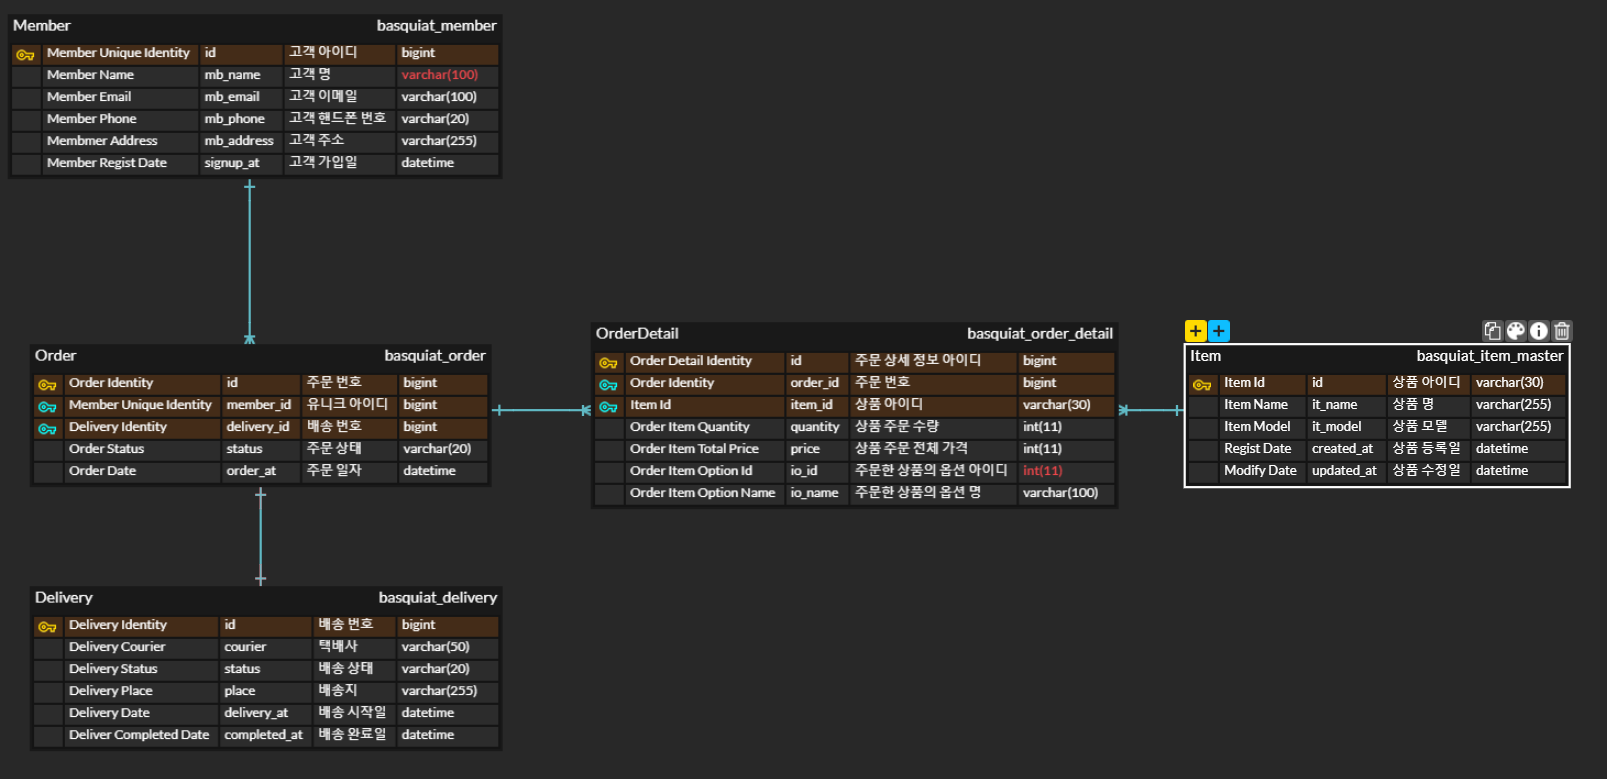 Member basquiat_member
Member Unique Identity id 고객 아이디 bigint
Member Name mb_name 고객 명 varchar(100)
Member Email mb_email 고객 이메일 varchar(100)
Member Phone mb_phone 고객 핸드폰 번호 varchar(20)
Membmer Address mb_address 고객 주소 varchar(255)
Member Regist Date signup_at 고객 가입일 datetime
Order basquiat_order
Order Identity id 주문 번호 bigint
Member Unique Identity member_id 유니크 아이디 bigint
Delivery Identity delivery_id 배송 번호 bigint
Order Status status 주문 상태 varchar(20)
Order Date order_at 주문 일자 datetime
OrderDetail basquiat_order_detail
Order Detail Identity id 주문 상세 정보 아이디 bigint
Order Identity order_id 주문 번호 bigint
Item Id item_id 상품 아이디 varchar(30)
Order Item Quantity quantity 상품 주문 수량 int(11)
Order Item Total Price price 상품 주문 전체 가격 int(11)
Order Item Option Id io_id 주문한 상품의 옵션 아이디 int(11)
Order Item Option Name io_name 주문한 상품의 옵션 명 varchar(100)
Item basquiat_item_master
Item Id id 상품 아이디 varchar(30)
Item Name it_name 상품 명 varchar(255)
Item Model it_model 상품 모델 varchar(255)
Regist Date created_at 상품 등록일 datetime
Modify Date updated_at 상품 수정일 datetime
Delivery basquiat_delivery
Delivery Identity id 배송 번호 bigint
Delivery Courier courier 택배사 varchar(50)
Delivery Status status 배송 상태 varchar(20)
Delivery Place place 배송지 varchar(255)
Delivery Date delivery_at 배송 시작일 datetime
Deliver Completed Date completed_at 배송 완료일 datetime